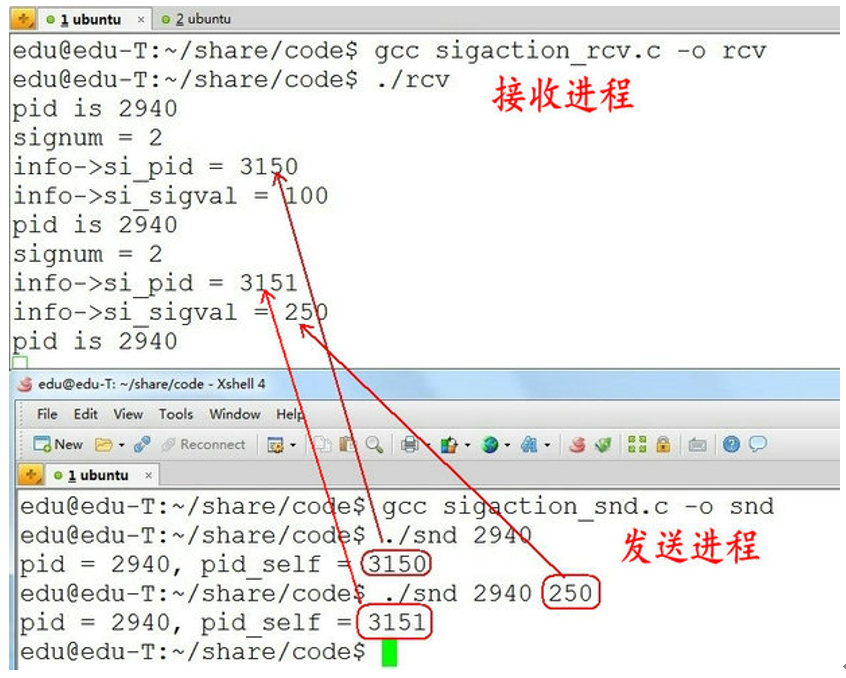 1 ubuntu × 2 ubuntu
edu@edu-T:~/share/code$ gcc sigaction_rcv.c -o rcv
edu@edu-T:~/share/code$ ./rcv
接收进程
pid is 2940
signum = 2
info->si_pid = 3150
info->si_sigval = 100
pid is 2940
signum = 2
info->si_pid = 3151
info->si_sigval = 250
pid is 2940
edu@edu-T: ~/share/code - Xshell 4
File Edit View Tools Window Help
New Reconnect
1 ubuntu ×
edu@edu-T:~/share/code$ gcc sigaction_snd.c -o snd
edu@edu-T:~/share/code$ ./snd 2940
发送进程
pid = 2940, pid_self = 3150
edu@edu-T:~/share/code$ ./snd 2940 250
pid = 2940, pid_self = 3151
edu@edu-T:~/share/code$